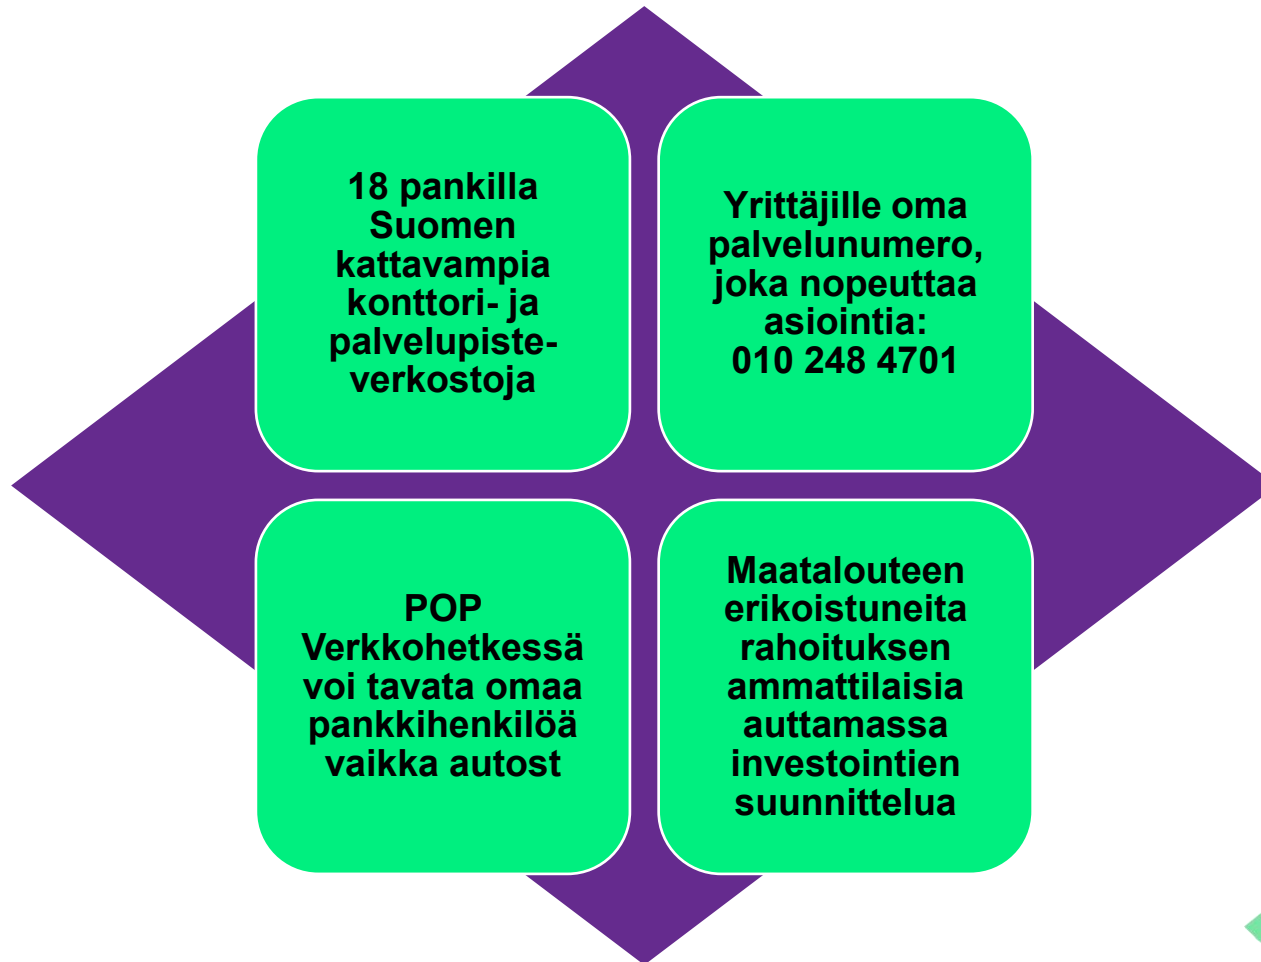 18 pankilla
Suomen
kattavampia
konttori- ja
palvelupiste-
verkostoja
Yrittäjille oma
palvelunumero,
joka nopeuttaa
asiointia:
010 248 4701
POP
Verkkohetkessä
voi tavata omaa
pankkihenkilöä
vaikka autost
Maatalouteen
erikoistuneita
rahoituksen
ammattilaisia
auttamassa
investointien
suunnittelua